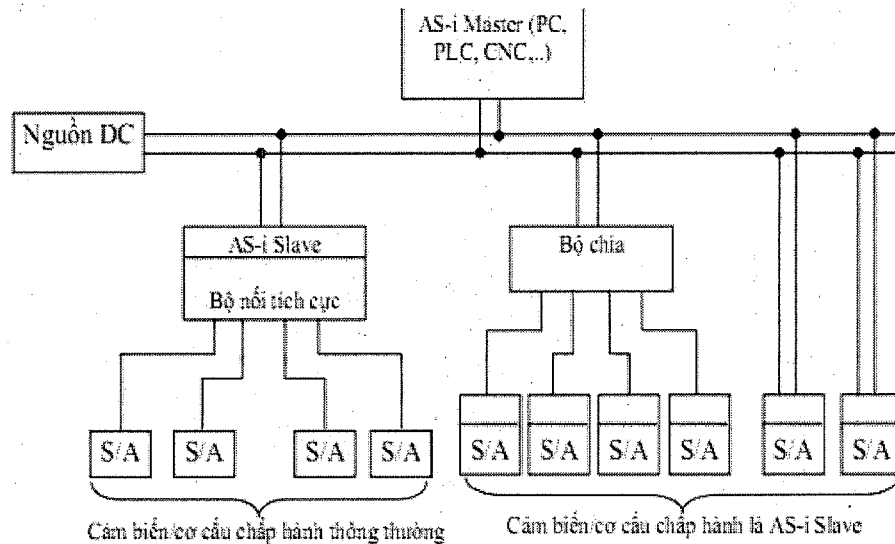 AS-i Master (PC,
PLC, CNC,..)
Nguồn DC
AS-i Slave
Bộ nối tích cực
Bộ chia
S/A S/A S/A S/A S/A S/A S/A S/A S/A S/A
Cảm biến/cơ cấu chấp hành thông thường
Cảm biến/cơ cấu chấp hành là AS-i Slave